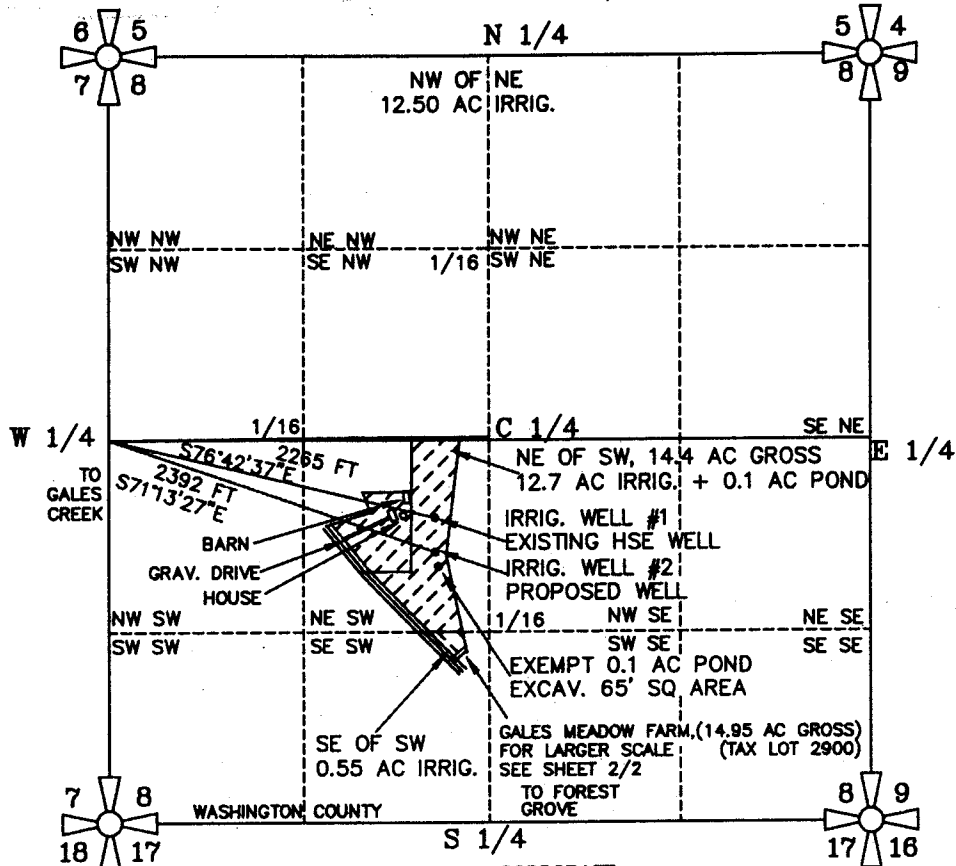 6 5
7 8
N 1/4
5 4
8 9
NW OF NE
12.50 AC IRRIG.
NW NW
NE NW
NW NE
SW NW
SE NW
1/16
SW NE
W 1/4
1/16
C 1/4
SE NE
E 1/4
TO
GALES
CREEK
S76°42'37"E
2265 FT
2392 FT
S71°13'27"E
NE OF SW, 14.4 AC GROSS
12.7 AC IRRIG. + 0.1 AC POND
IRRIG. WELL #1
EXISTING HSE WELL
IRRIG. WELL #2
PROPOSED WELL
BARN
GRAV. DRIVE
HOUSE
NW SW
NE SW
1/16
NW SE
NE SE
SW SW
SE SW
SW SE
SE SE
EXEMPT 0.1 AC POND
EXCAV. 65' SQ AREA
SE OF SW
0.55 AC IRRIG.
GALES MEADOW FARM,(14.95 AC GROSS)
FOR LARGER SCALE (TAX LOT 2900)
SEE SHEET 2/2
TO FOREST
GROVE
7 8
18 17
WASHINGTON COUNTY
S 1/4
8 9
17 16